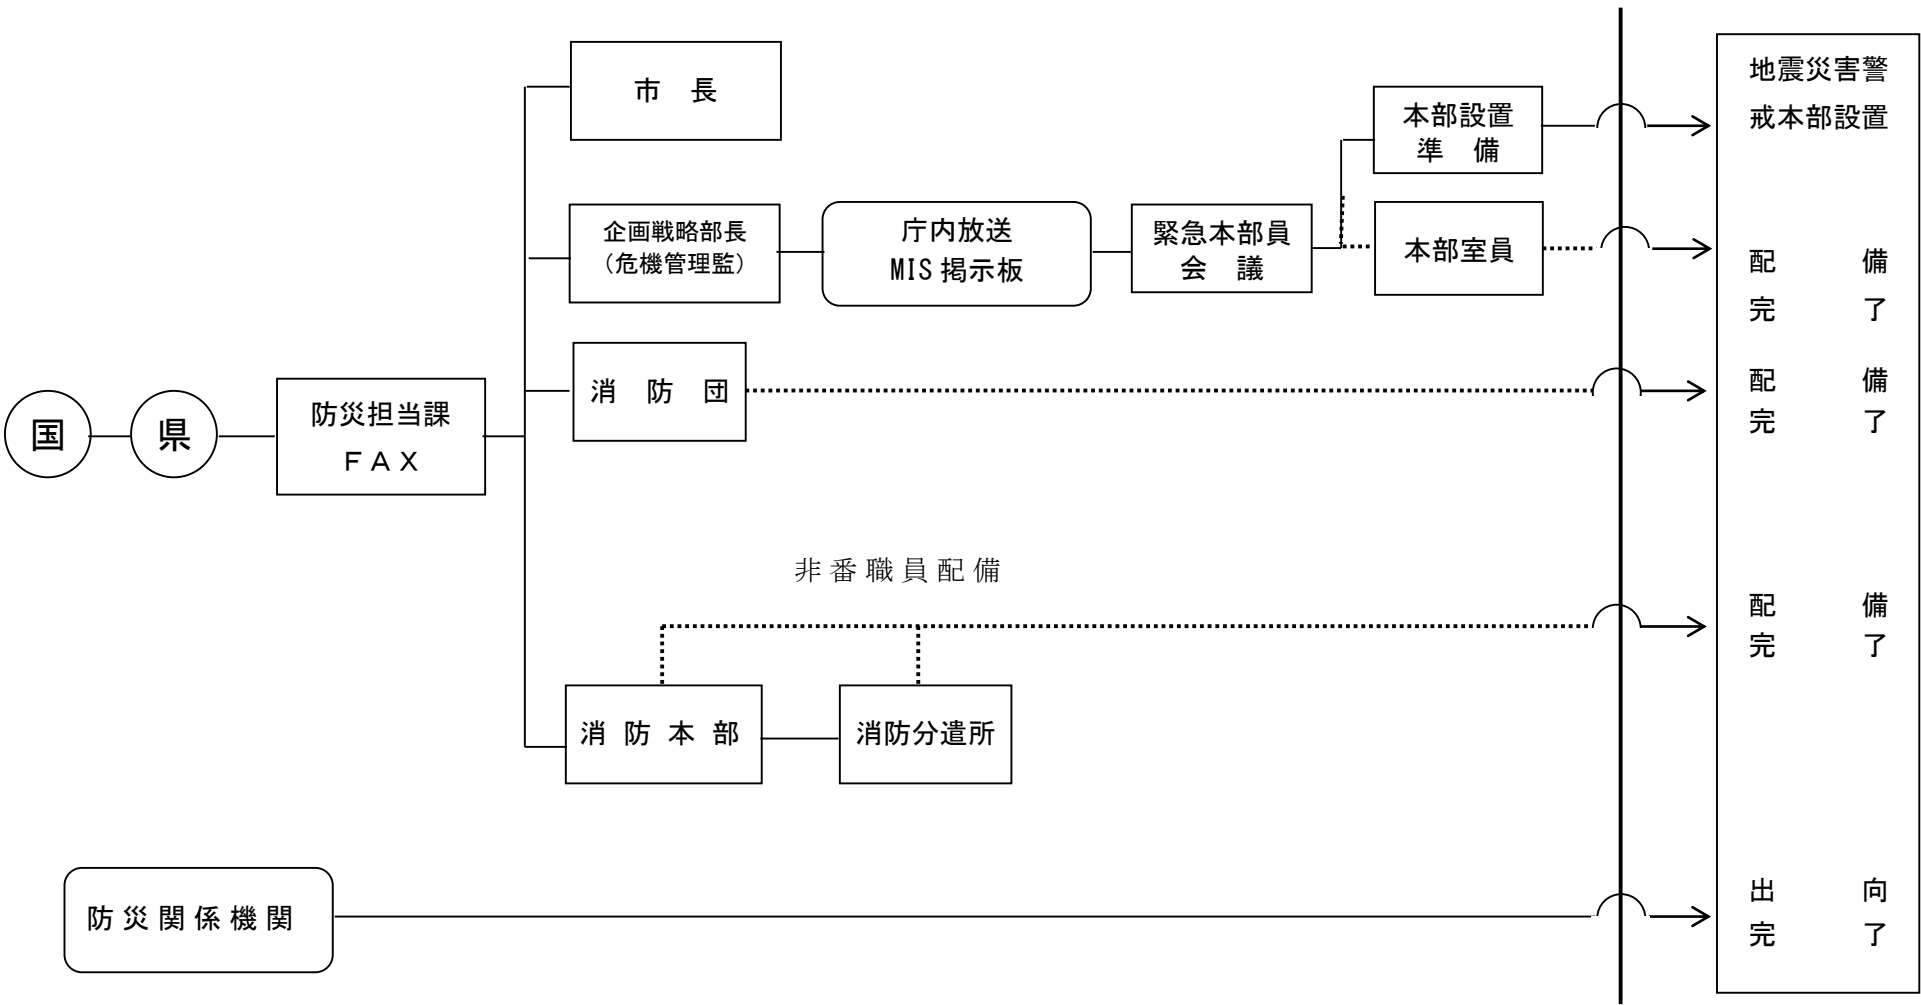 市　長
企画戦略部長
（危機管理監）
庁内放送
MIS 掲示板
緊急本部員
会　議
本部設置
準　備
本部室員
消　防　団
国
県
防災担当課
ＦＡＸ
非番職員配備
消 防 本 部
消防分遣所
防災関係機関
地震災害警
戒本部設置
配　備
完　了
配　備
完　了
配　備
完　了
出　向
完　了